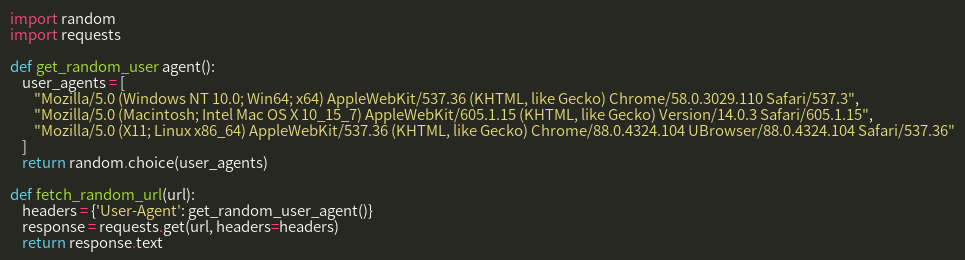 import random
import requests

def get_random_user agent():
    user_agents = [
        "Mozilla/5.0 (Windows NT 10.0; Win64; x64) AppleWebKit/537.36 (KHTML, like Gecko) Chrome/58.0.3029.110 Safari/537.3",
        "Mozilla/5.0 (Macintosh; Intel Mac OS X 10_15_7) AppleWebKit/605.1.15 (KHTML, like Gecko) Version/14.0.3 Safari/605.1.15",
        "Mozilla/5.0 (X11; Linux x86_64) AppleWebKit/537.36 (KHTML, like Gecko) Chrome/88.0.4324.104 UBrowser/88.0.4324.104 Safari/537.36"
    ]
    return random.choice(user_agents)

def fetch_random_url(url):
    headers = {'User-Agent': get_random_user_agent()}
    response = requests.get(url, headers=headers)
    return response.text